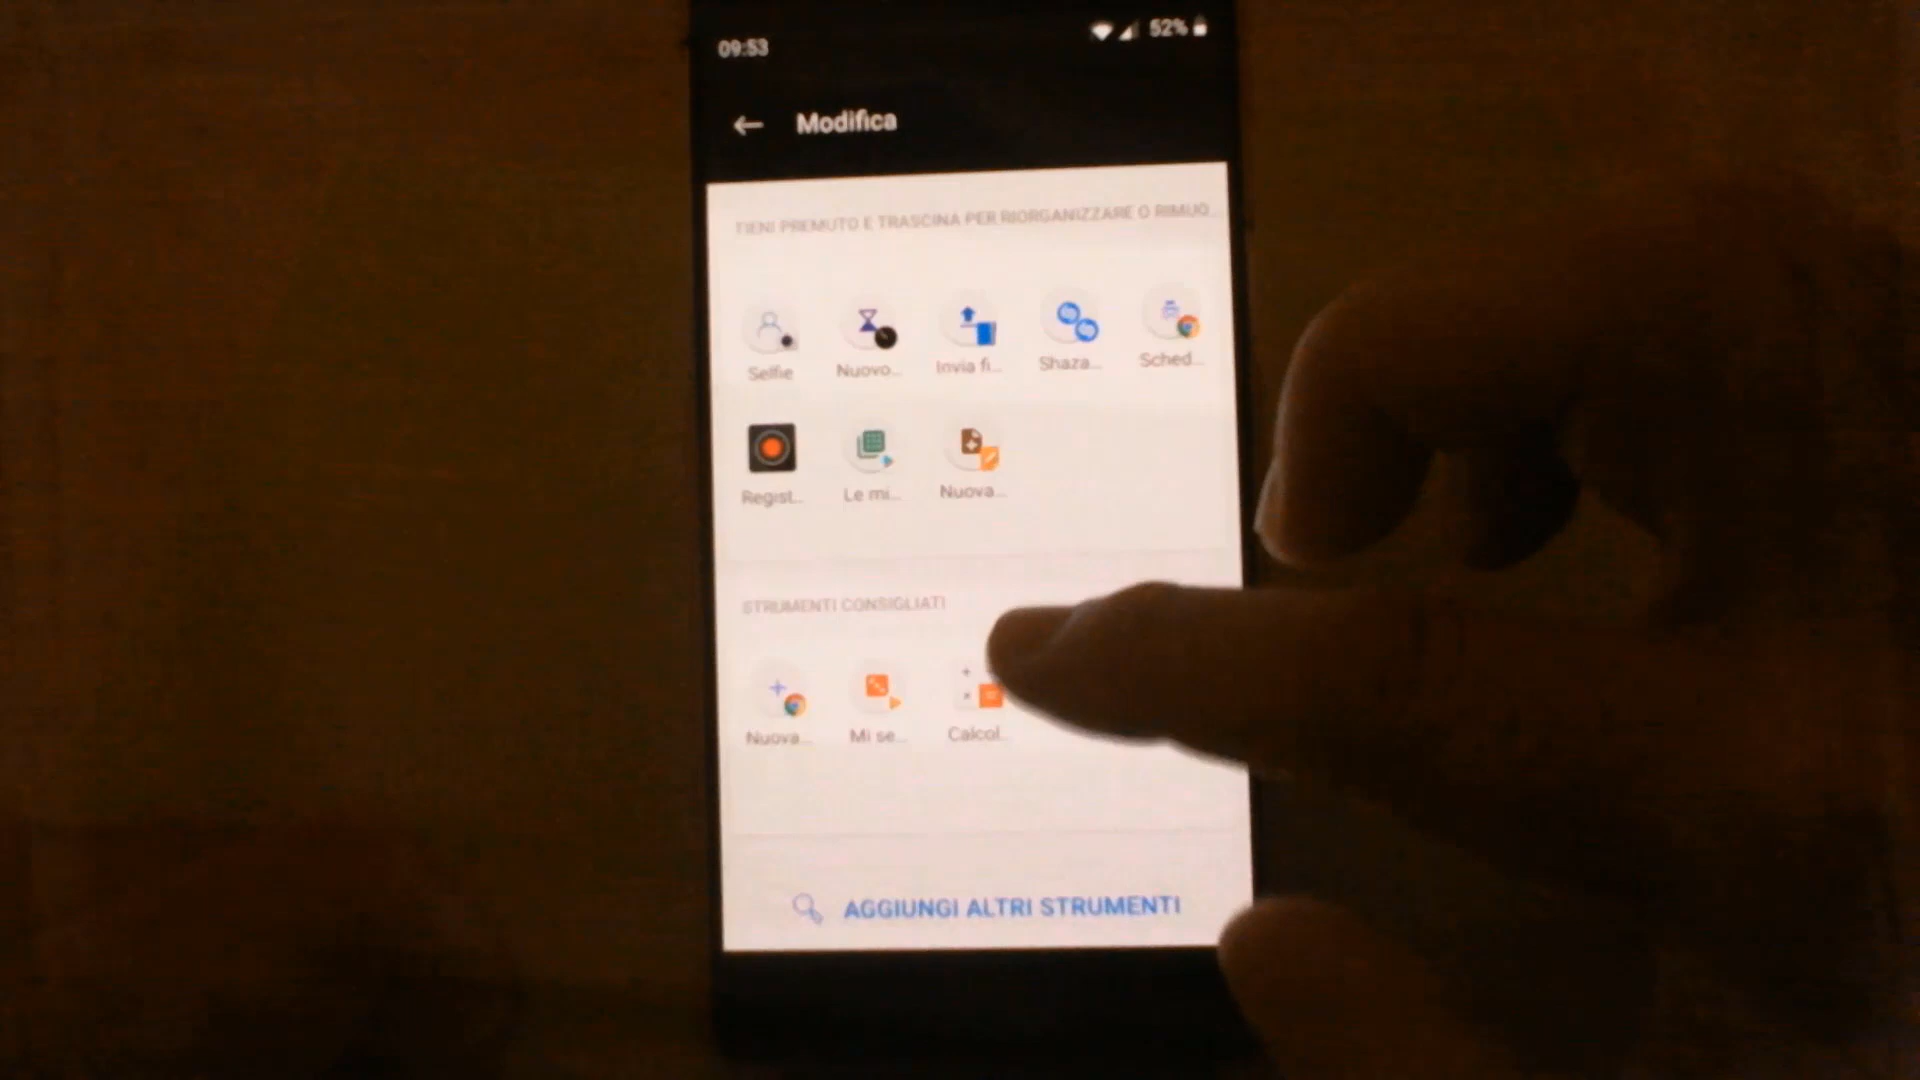 09:53 52%
Modifica
TIENI PREMUTO E TRASCINA PER RIORGANIZZARE O RIMUO...
Selfie Nuovo... Invia fi... Shaza... Sched...
Regist... Le mi... Nuova...
STRUMENTI CONSIGLIATI
Nuova... Mi se... Calcol...
AGGIUNGI ALTRI STRUMENTI